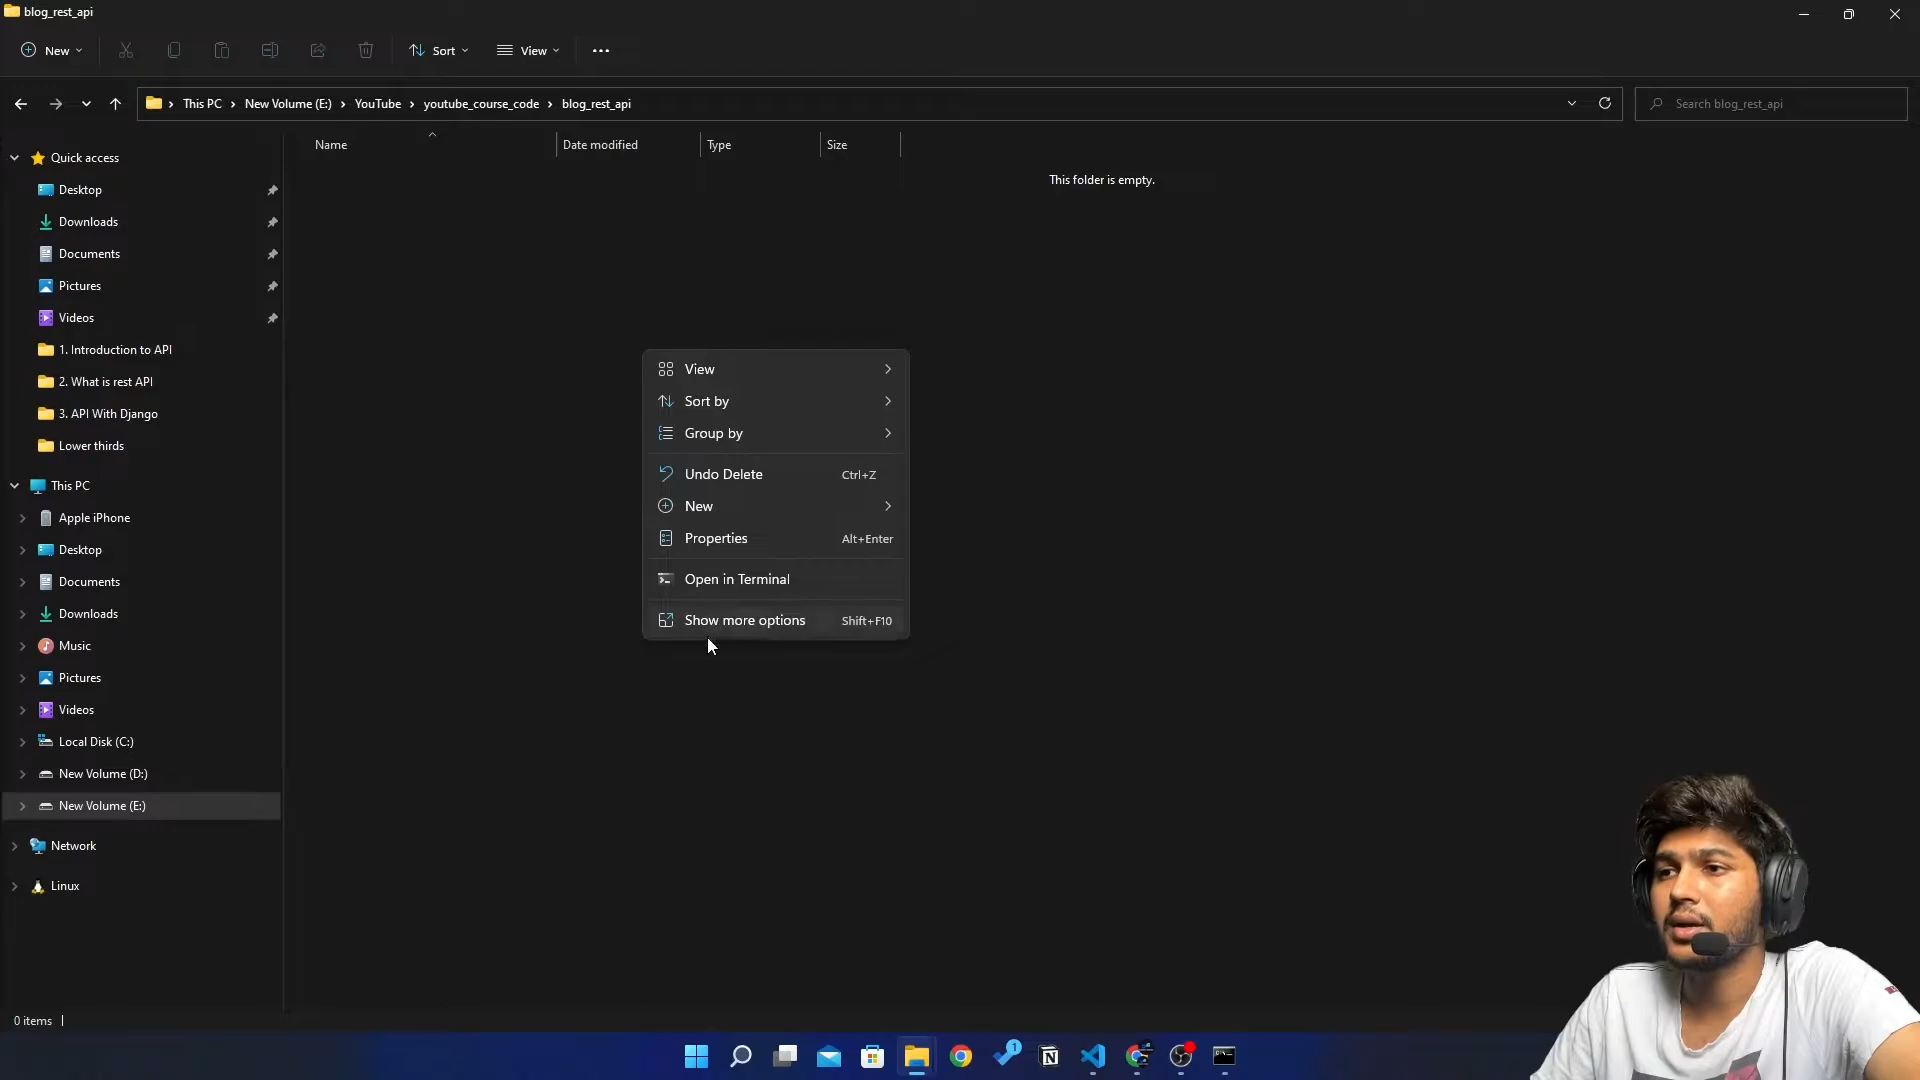 blog_rest_api
New
Sort
View
This PC
New Volume (E:)
YouTube
youtube_course_code
blog_rest_api
Search blog_rest_api
Name
Date modified
Type
Size
This folder is empty.
Quick access
Desktop
Downloads
Documents
Pictures
Videos
1. Introduction to API
2. What is rest API
3. API With Django
Lower thirds
This PC
Apple iPhone
Desktop
Documents
Downloads
Music
Pictures
Videos
Local Disk (C:)
New Volume (D:)
New Volume (E:)
Network
Linux
View
Sort by
Group by
Undo Delete Ctrl+Z
New
Properties Alt+Enter
Open in Terminal
Show more options Shift+F10
0 items
1